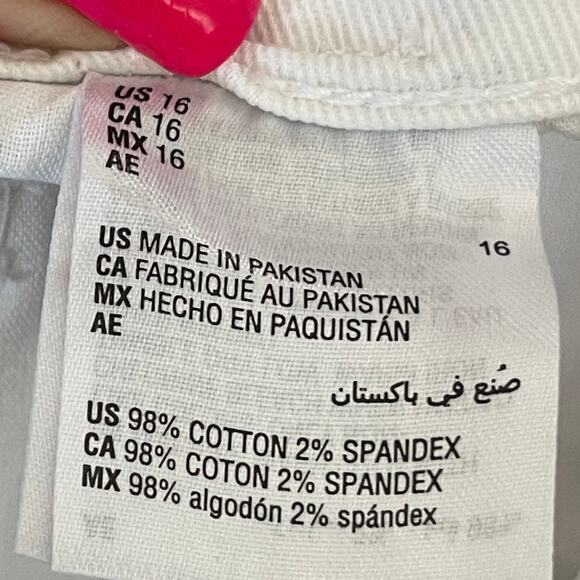 US 16
CA 16
MX 16
AE
16
US MADE IN PAKISTAN
CA FABRIQUÉ AU PAKISTAN
MX HECHO EN PAQUISTÁN
AE
صُنع في باكستان
US 98% COTTON 2% SPANDEX
CA 98% COTON 2% SPANDEX
MX 98% algodón 2% spándex